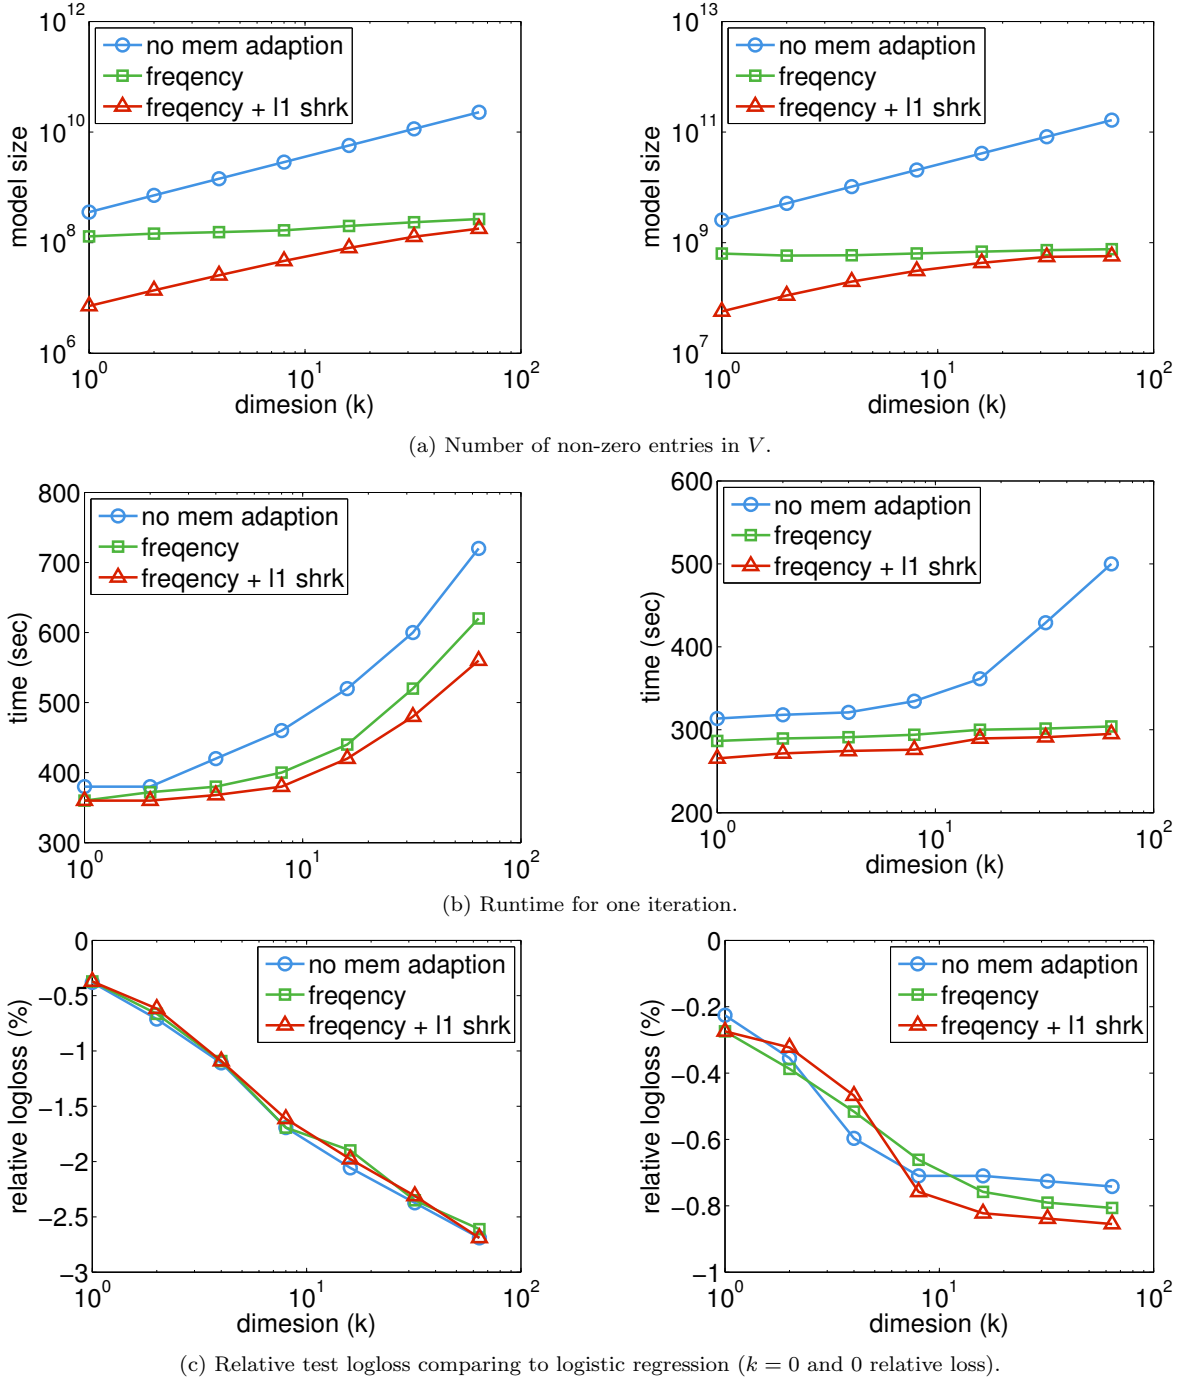 10^12
no mem adaption
freqency
freqency + l1 shrk
10^10
10^8
10^6
model size
10^0
10^1
10^2
dimesion (k)
10^13
no mem adaption
freqency
freqency + l1 shrk
10^11
10^9
10^7
model size
10^0
10^1
10^2
dimesion (k)
(a) Number of non-zero entries in V.
800
700
600
500
400
300
no mem adaption
freqency
freqency + l1 shrk
time (sec)
10^0
10^1
10^2
600
500
400
300
200
no mem adaption
freqency
freqency + l1 shrk
time (sec)
10^0
10^1
10^2
dimesion (k)
(b) Runtime for one iteration.
0
−0.5
−1
−1.5
−2
−2.5
−3
no mem adaption
freqency
freqency + l1 shrk
relative logloss (%)
10^0
10^1
10^2
dimesion (k)
0
−0.2
−0.4
−0.6
−0.8
−1
no mem adaption
freqency
freqency + l1 shrk
relative logloss (%)
10^0
10^1
10^2
dimesion (k)
(c) Relative test logloss comparing to logistic regression (k = 0 and 0 relative loss).